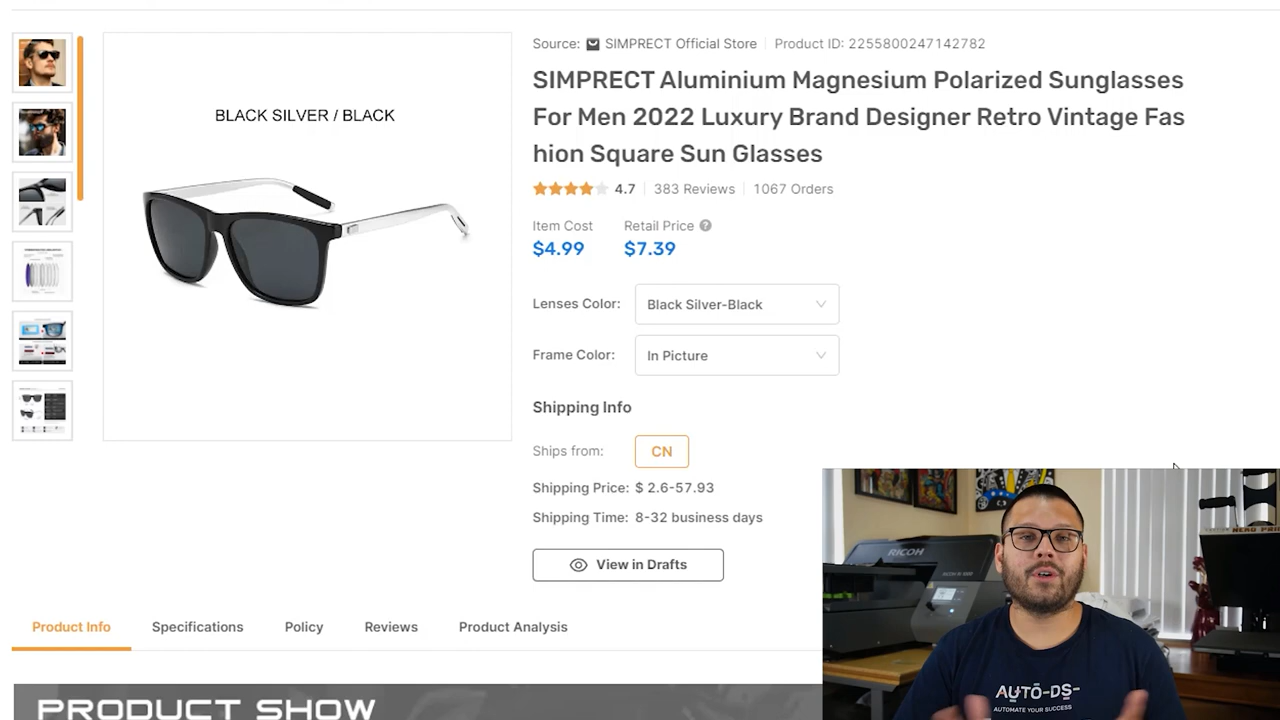 Source: SIMPRECT Official Store Product ID: 2255800247142782
SIMPRECT Aluminium Magnesium Polarized Sunglasses
For Men 2022 Luxury Brand Designer Retro Vintage Fas
hion Square Sun Glasses
4.7 383 Reviews 1067 Orders
BLACK SILVER / BLACK
Item Cost Retail Price ?
$4.99 $7.39
Lenses Color: Black Silver-Black
Frame Color: In Picture
Shipping Info
Ships from: CN
Shipping Price: $ 2.6-57.93
Shipping Time: 8-32 business days
View in Drafts
Product Info Specifications Policy Reviews Product Analysis
PRODUCT SHOW
RICOH
AUTO-DS-
AUTOMATE YOUR SUCCESS